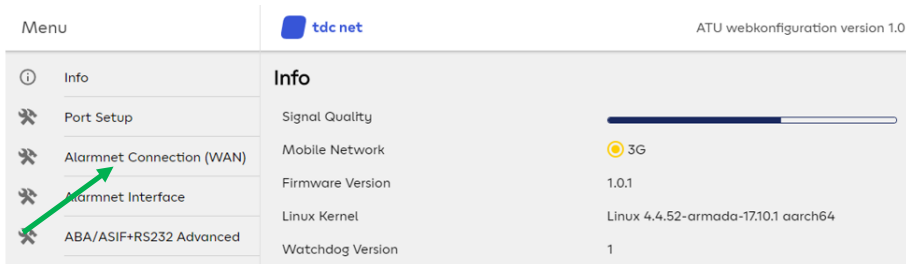 Menu
tdc net
ATU webkonfiguration version 1.0
Info
Port Setup
Alarmnet Connection (WAN)
Alarmnet Interface
ABA/ASIF+RS232 Advanced
Info
Signal Quality
Mobile Network 3G
Firmware Version 1.0.1
Linux Kernel Linux 4.4.52-armada-17.10.1 aarch64
Watchdog Version 1